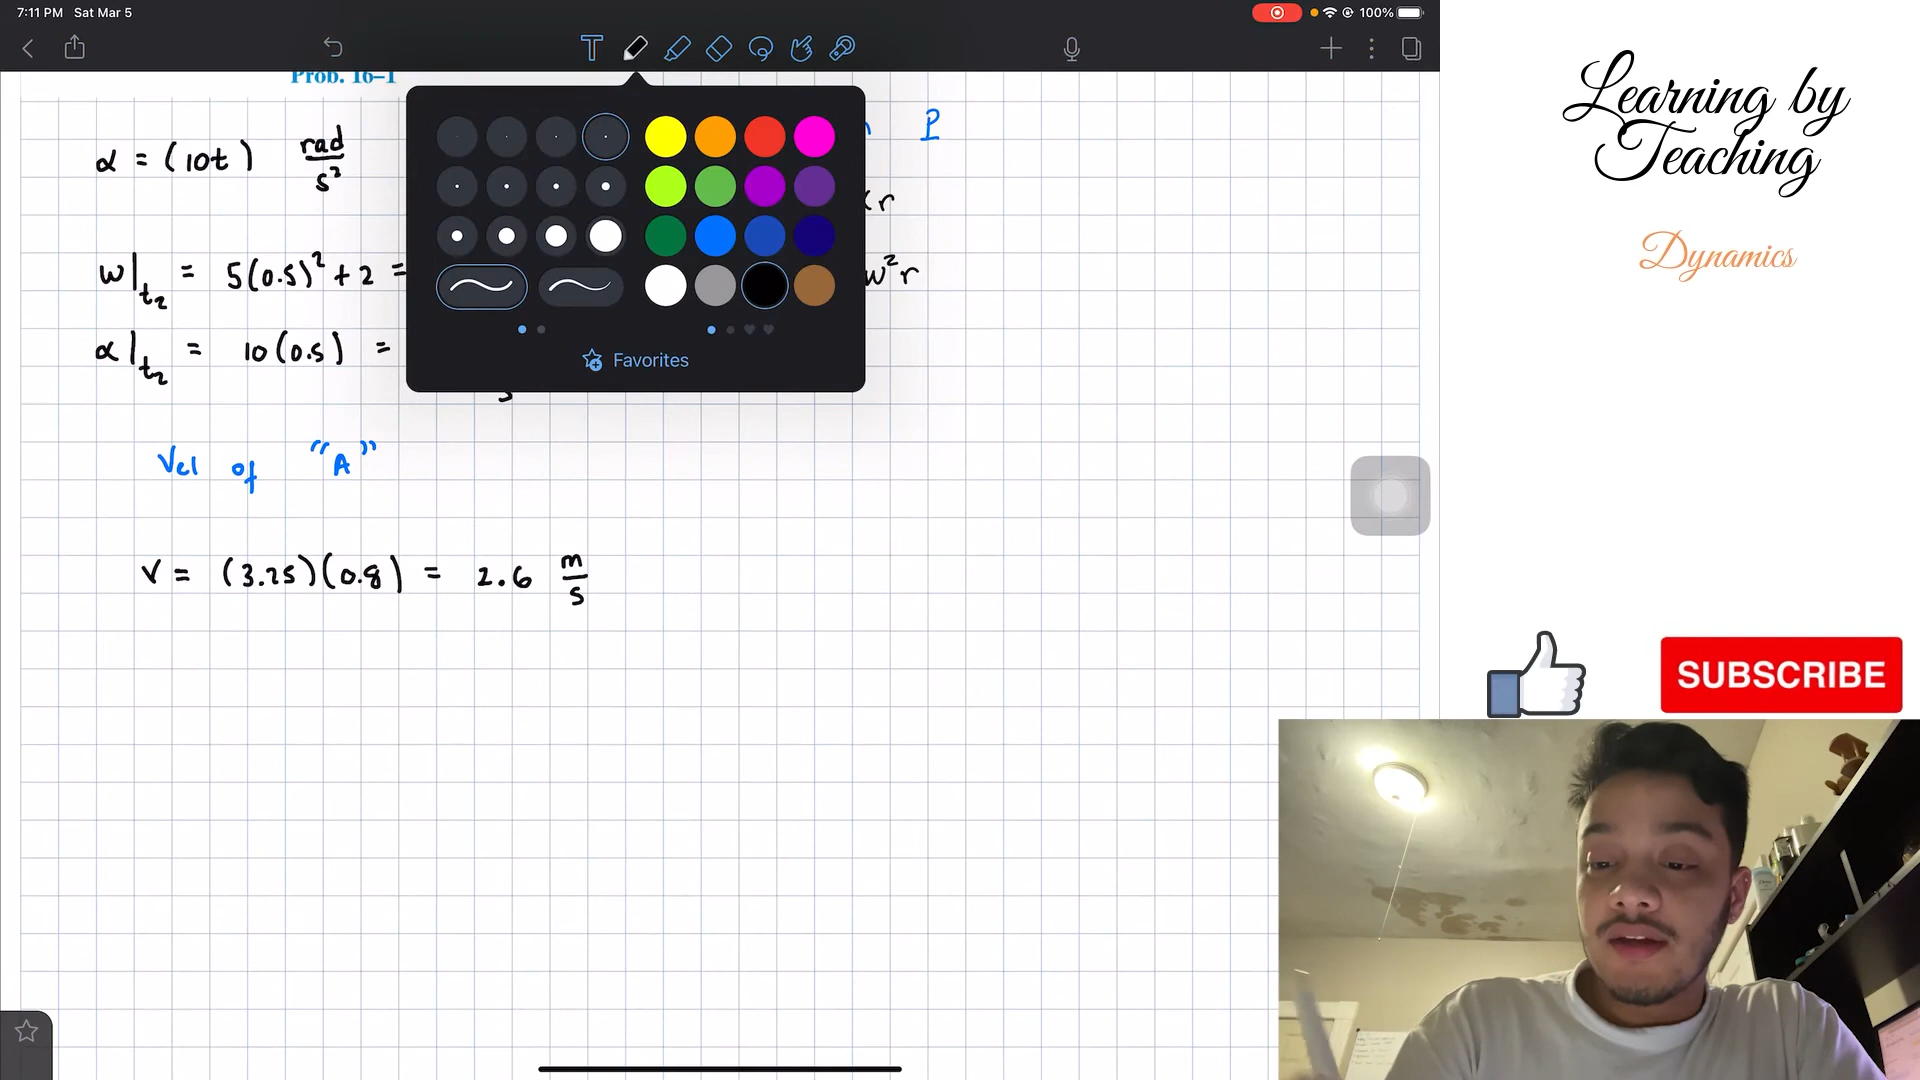 7:11 PM Sat Mar 5
100%
Prob. 16–1
P
α = (10t) rad/s²
r
w|t₂ = 5(0.5)² + 2 =
w²r
α|t₂ = 10(0.5) =
s
Favorites
Vel of "A"
V = (3.25)(0.8) = 2.6 m/s
Learning by
Teaching
Dynamics
SUBSCRIBE